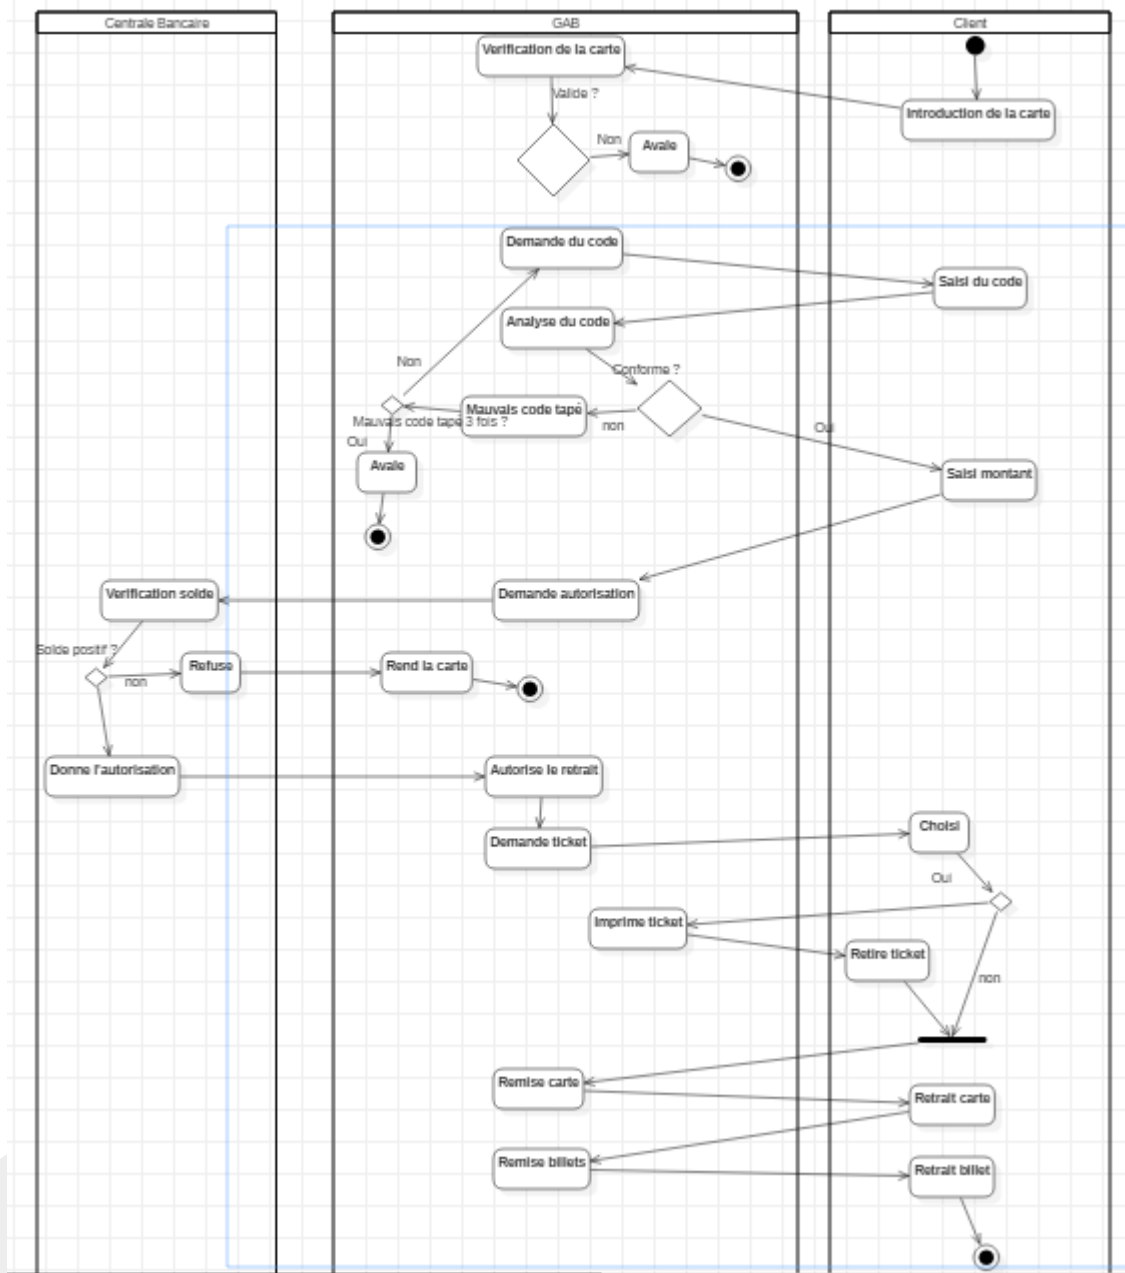 Centrale Bancaire
GAB
Client
Verification de la carte
Valide ?
Introduction de la carte
Non
Avale
Demande du code
Saisi du code
Analyse du code
Non
Conforme ?
Mauvais code tapé
Mauvais code tapé 3 fois ?
non
Oui
Oui
Avale
Saisi montant
Verification solde
Demande autorisation
Solde positif ?
Refuse
non
Rend la carte
Donne l'autorisation
Autorise le retrait
Demande ticket
Choisi
Oui
Imprime ticket
Retire ticket
non
Remise carte
Retrait carte
Remise billets
Retrait billet